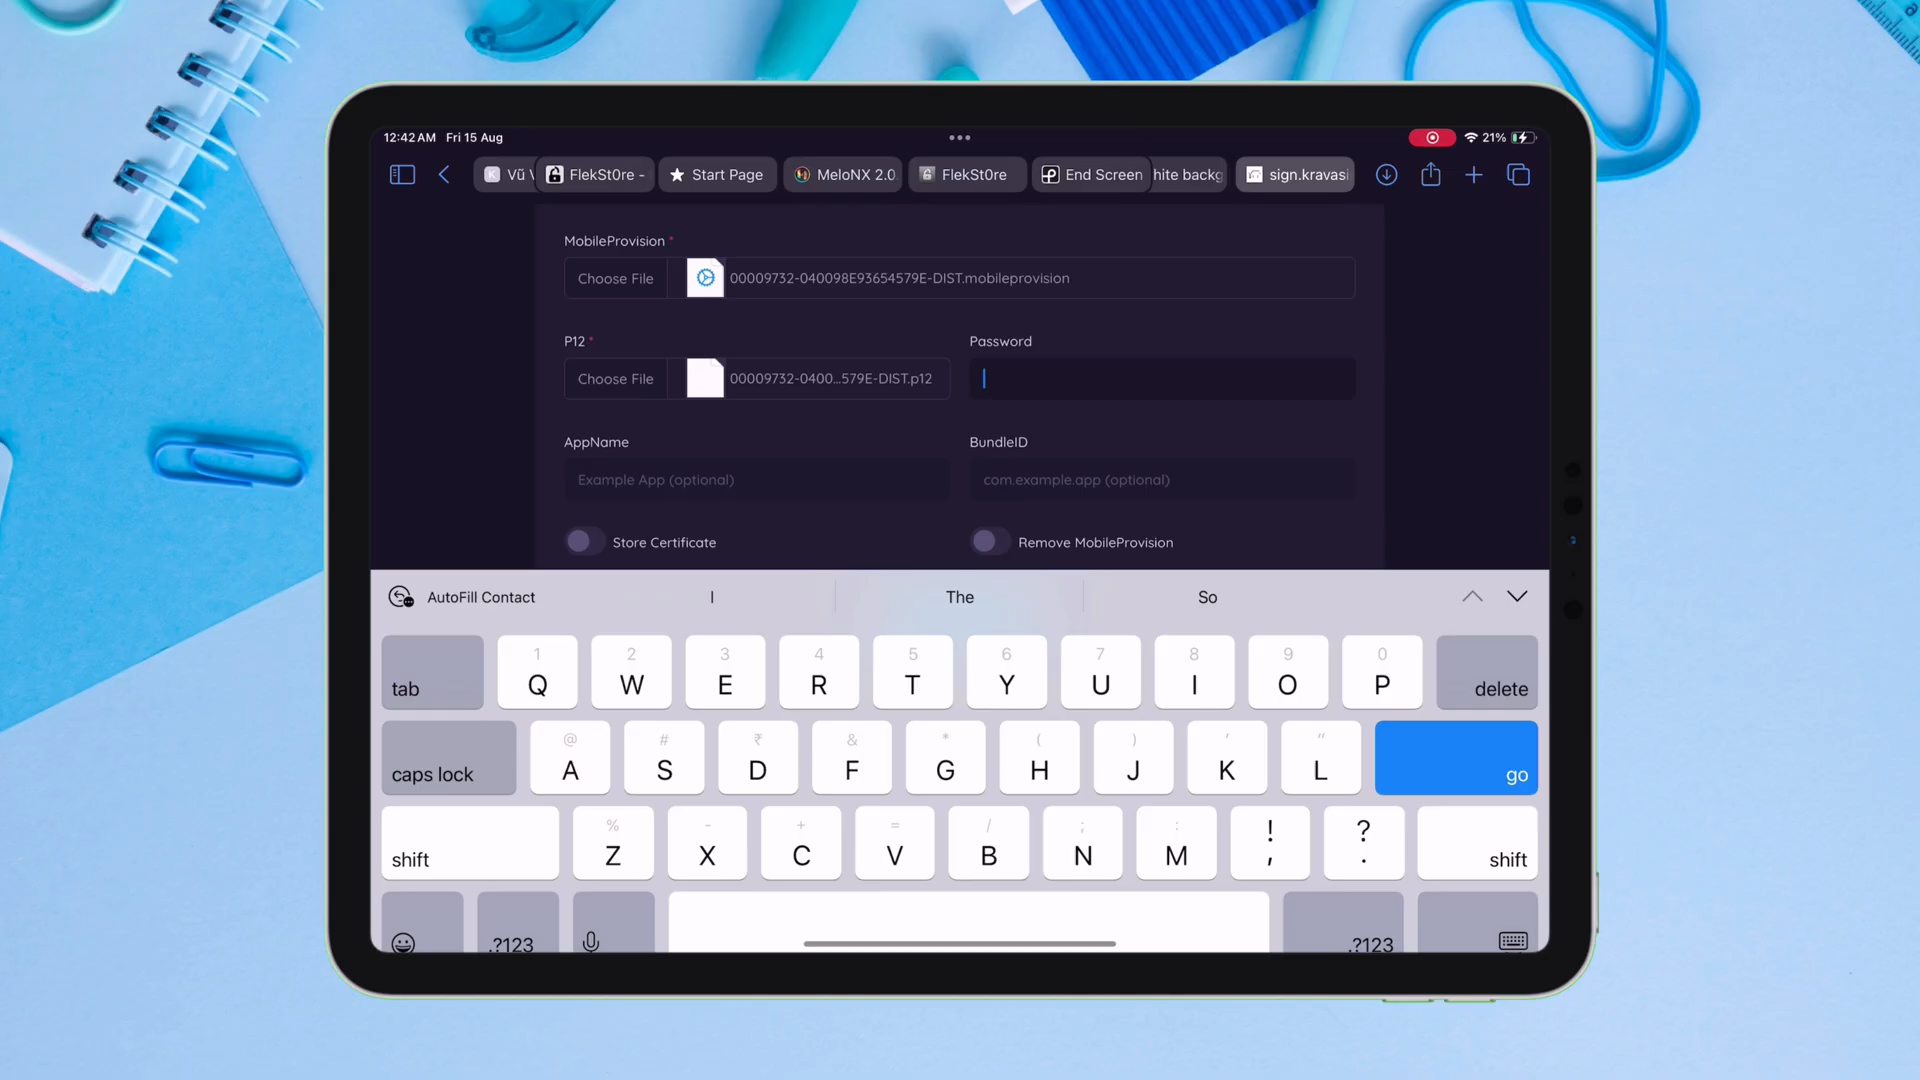 12:42 AM Fri 15 Aug
21%
Vũ
FlekSt0re -
Start Page
MeloNX 2.0
FlekSt0re
End Screen
hite backg
sign.kravasi
MobileProvision *
Choose File 00009732-040098E93654579E-DIST.mobileprovision
P12 * Password
Choose File 00009732-0400...579E-DIST.p12
AppName BundleID
Example App (optional) com.example.app (optional)
Store Certificate Remove MobileProvision
AutoFill Contact I The So
1 2 3 4 5 6 7 8 9 0
tab Q W E R T Y U I O P delete
@ # ₹ & * ( ) ' "
caps lock A S D F G H J K L go
% - + = / ; : ! ?
shift Z X C V B N M , . shift
.?123 .?123